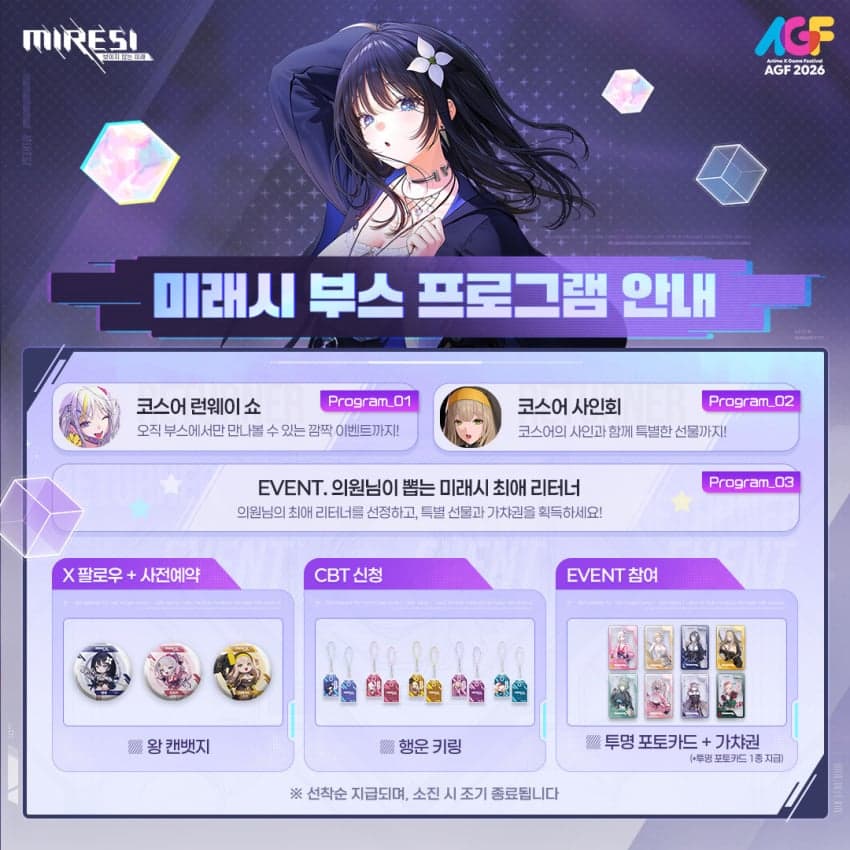 MIRESI
보이지 않는 미래
AGF
Anime X Game Festival
AGF 2026
미래시 부스 프로그램 안내
코스어 런웨이 쇼
Program_01
오직 부스에서만 만나볼 수 있는 깜짝 이벤트까지!
코스어 사인회
Program_02
코스어의 사인과 함께 특별한 선물까지!
EVENT. 의원님이 뽑는 미래시 최애 리터너
Program_03
의원님의 최애 리터너를 선정하고, 특별 선물과 가챠권을 획득하세요!
X 팔로우 + 사전예약
CBT 신청
EVENT 참여
왕 캔뱃지
행운 키링
투명 포토카드 + 가챠권
(*투명 포토카드 1종 지급)
※ 선착순 지급되며, 소진 시 조기 종료됩니다